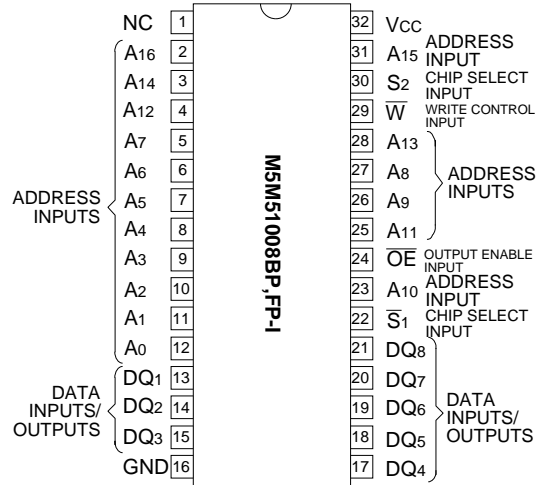 NC 1
A16 2
A14 3
A12 4
A7 5
A6 6
A5 7
A4 8
A3 9
A2 10
A1 11
A0 12
DQ1 13
DQ2 14
DQ3 15
GND 16
ADDRESS
INPUTS
DATA
INPUTS/
OUTPUTS
M5M51008BP,FP-I
32 VCC
31 A15 ADDRESS
INPUT
30 S2 CHIP SELECT
INPUT
29 W̅ WRITE CONTROL
INPUT
28 A13
27 A8
26 A9
25 A11
ADDRESS
INPUTS
24 O̅E̅ OUTPUT ENABLE
INPUT
23 A10 ADDRESS
INPUT
22 S̅1 CHIP SELECT
INPUT
21 DQ8
20 DQ7
19 DQ6
18 DQ5
17 DQ4
DATA
INPUTS/
OUTPUTS